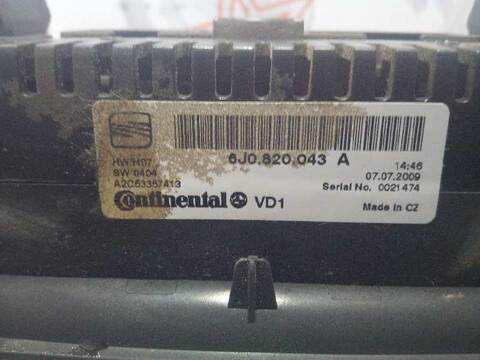 6J0.820.043 A
HW H07
14:46
SW 0404
07.07.2009
A2C53357413
Serial No. 0021474
Continental VD1
Made in CZ